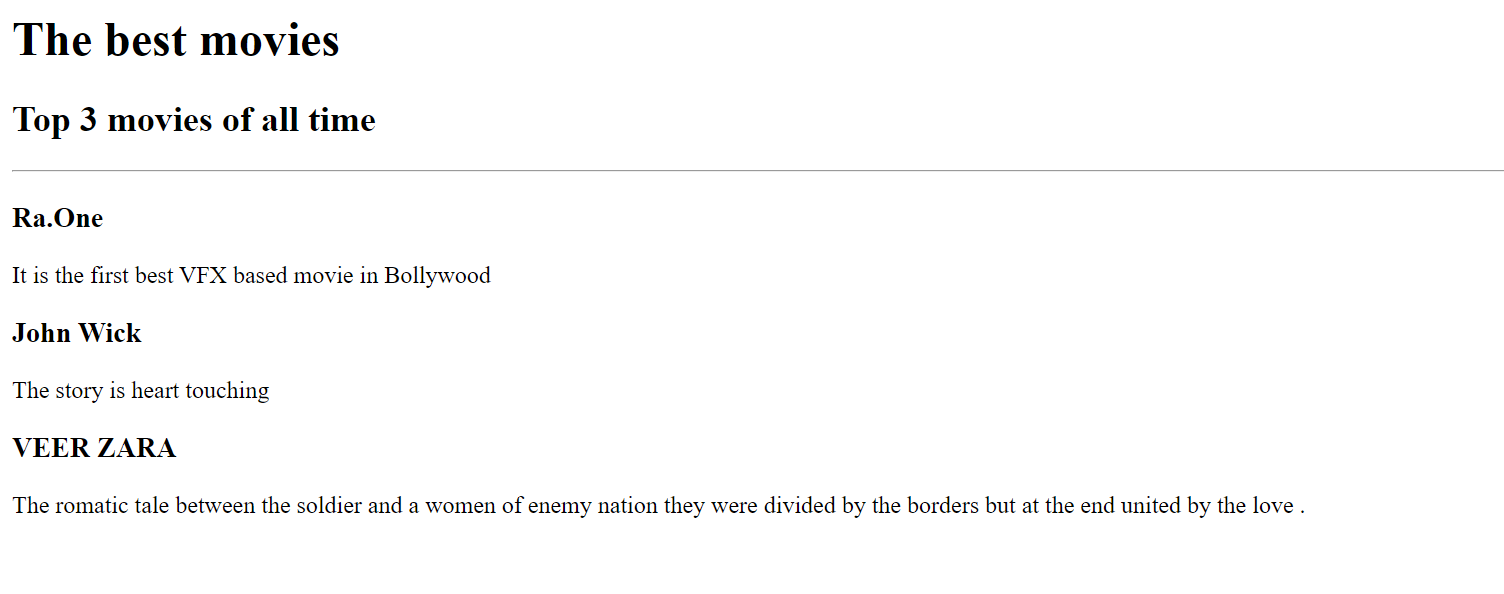 The best movies
Top 3 movies of all time
Ra.One
It is the first best VFX based movie in Bollywood
John Wick
The story is heart touching
VEER ZARA
The romatic tale between the soldier and a women of enemy nation they were divided by the borders but at the end united by the love .